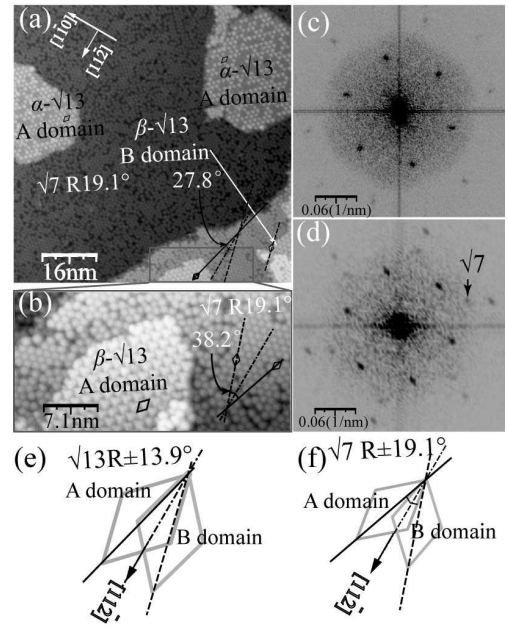 (a)
[11̄0]
[112̄]
α-√13
A domain
α-√13
A domain
β-√13
B domain
√7 R19.1°
27.8°
16nm
(b)
√7 R19.1°
38.2°
β-√13
A domain
7.1nm
(c)
0.06(1/nm)
(d)
√7
0.06(1/nm)
(e)
√13R±13.9°
A domain
B domain
[112̄]
(f)
√7 R±19.1°
A domain
B domain
[112̄]